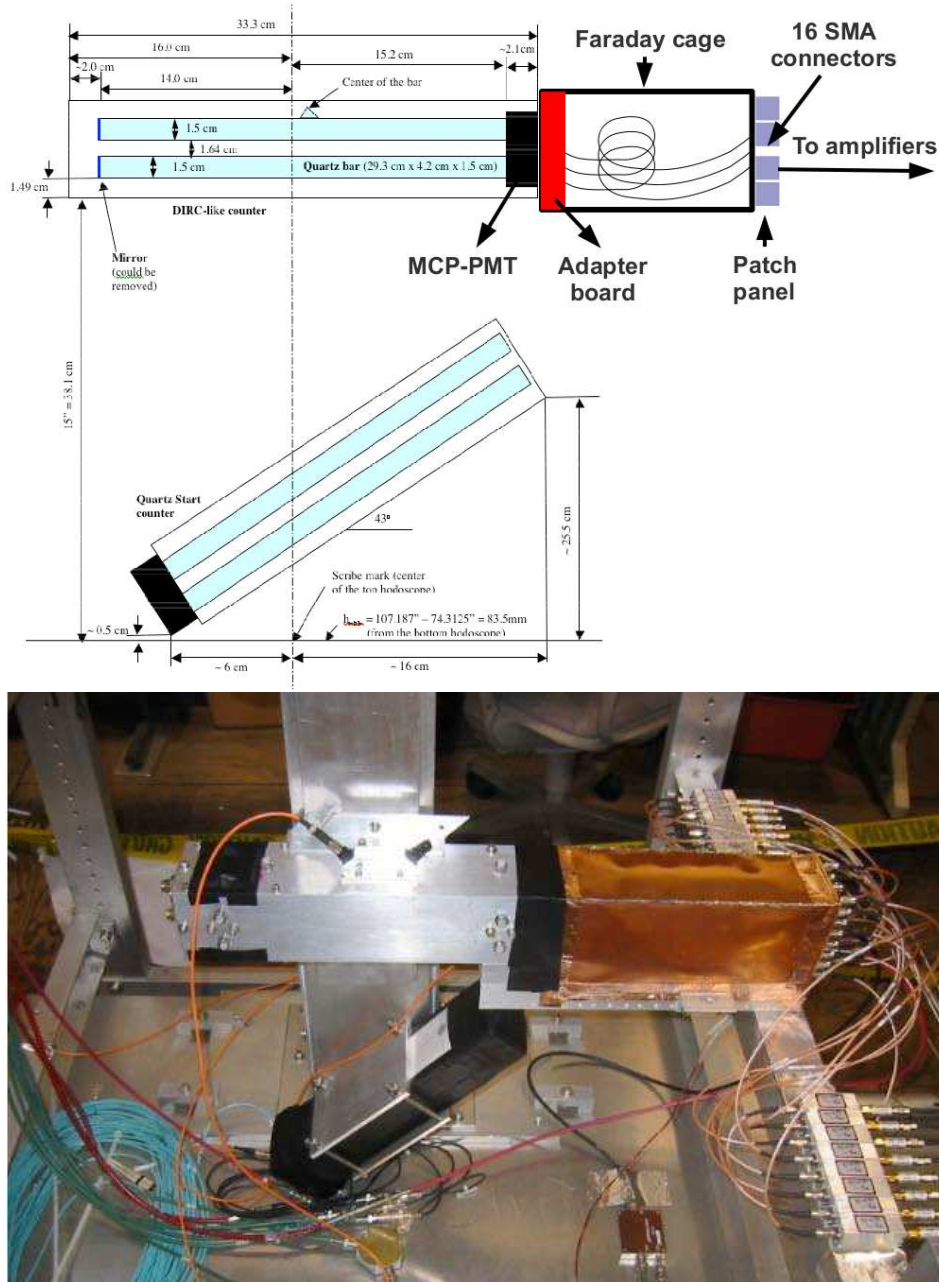 33.3 cm
16.0 cm
15.2 cm
~2.1cm
~2.0 cm
14.0 cm
Center of the bar
Faraday cage
16 SMA
connectors
1.5 cm
1.64 cm
1.5 cm
Quartz bar (29.3 cm x 4.2 cm x 1.5 cm)
To amplifiers
1.49 cm
DIRC-like counter
Mirror
(could be
removed)
MCP-PMT
Adapter
board
Patch
panel
15" = 38.1 cm
Quartz Start
counter
43°
~ 25.5 cm
Scribe mark (center
of the top hodoscope)
= 107.187" – 74.3125" = 83.5mm
(from the bottom hodoscope)
~ 0.5 cm
~ 6 cm
~ 16 cm